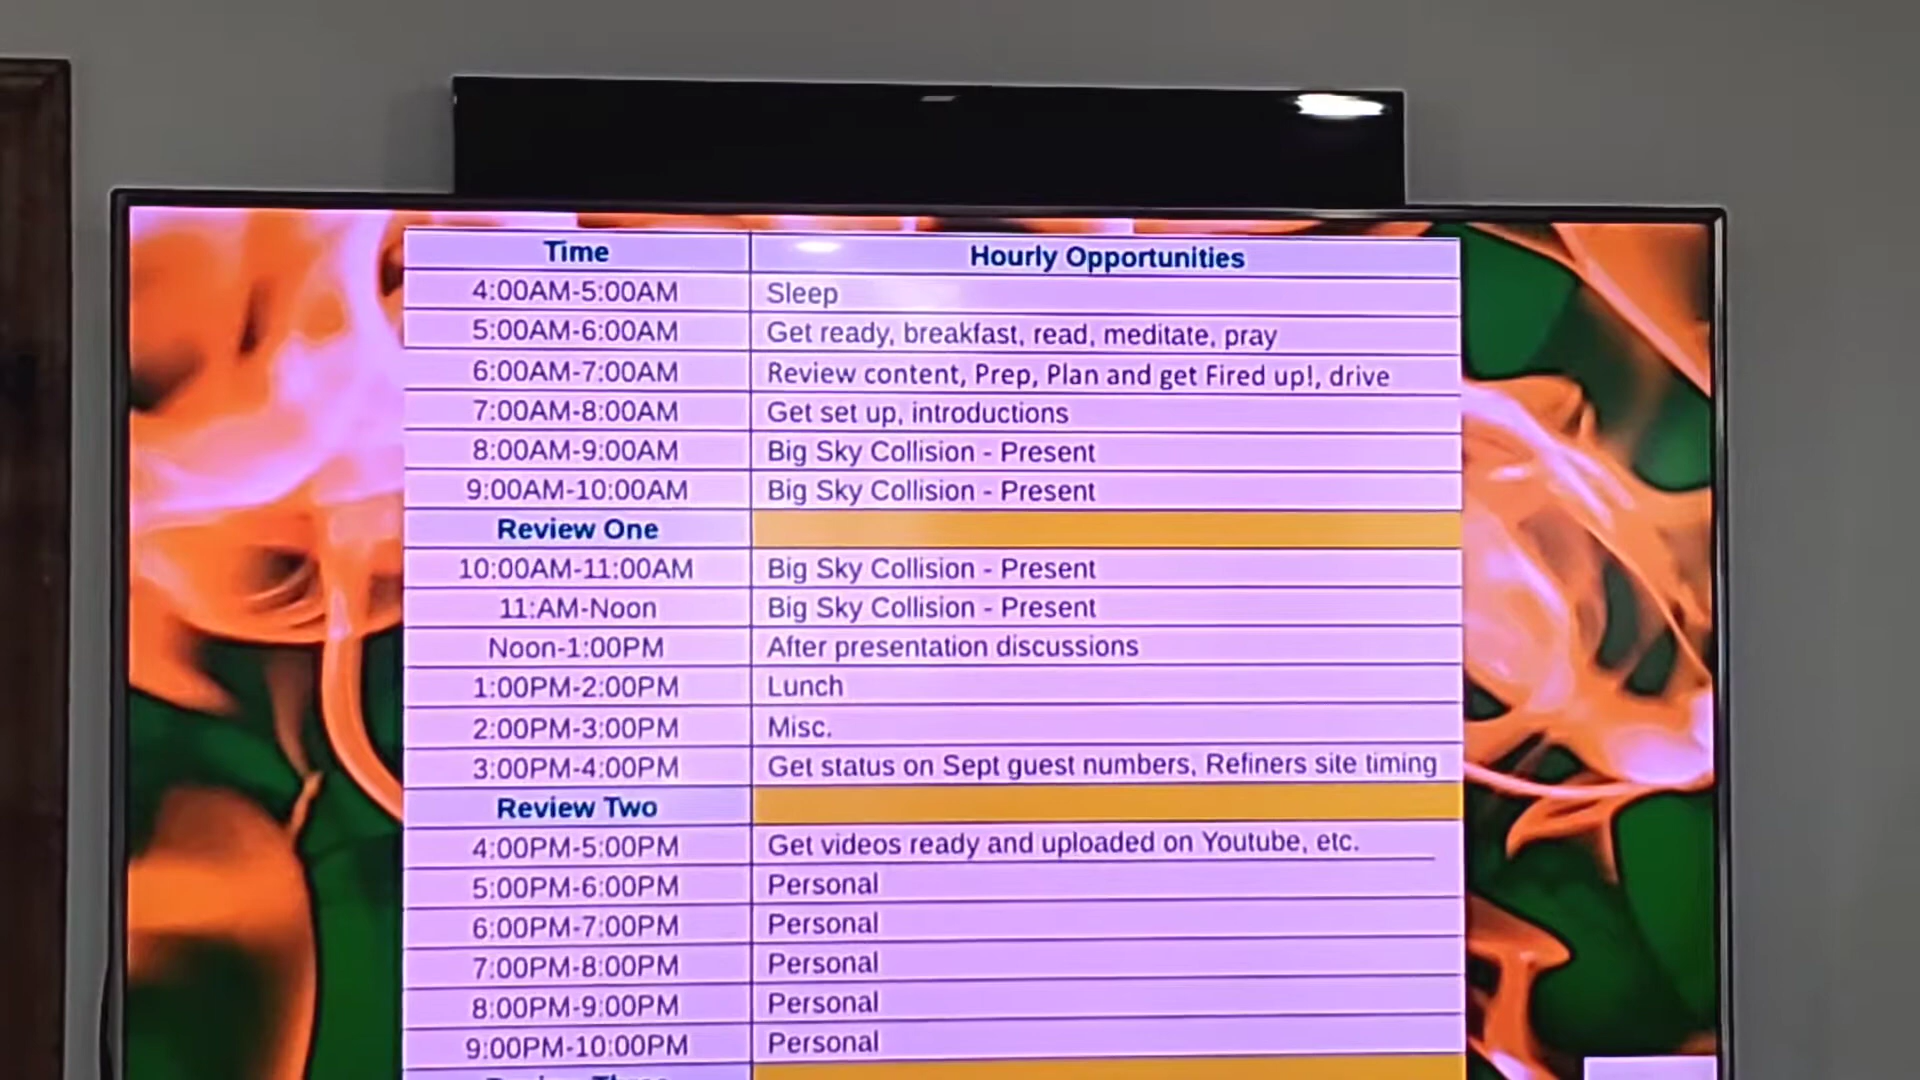 Time Hourly Opportunities
4:00AM-5:00AM Sleep
5:00AM-6:00AM Get ready, breakfast, read, meditate, pray
6:00AM-7:00AM Review content, Prep, Plan and get Fired up!, drive
7:00AM-8:00AM Get set up, introductions
8:00AM-9:00AM Big Sky Collision - Present
9:00AM-10:00AM Big Sky Collision - Present
Review One
10:00AM-11:00AM Big Sky Collision - Present
11:AM-Noon Big Sky Collision - Present
Noon-1:00PM After presentation discussions
1:00PM-2:00PM Lunch
2:00PM-3:00PM Misc.
3:00PM-4:00PM Get status on Sept guest numbers, Refiners site timing
Review Two
4:00PM-5:00PM Get videos ready and uploaded on Youtube, etc.
5:00PM-6:00PM Personal
6:00PM-7:00PM Personal
7:00PM-8:00PM Personal
8:00PM-9:00PM Personal
9:00PM-10:00PM Personal